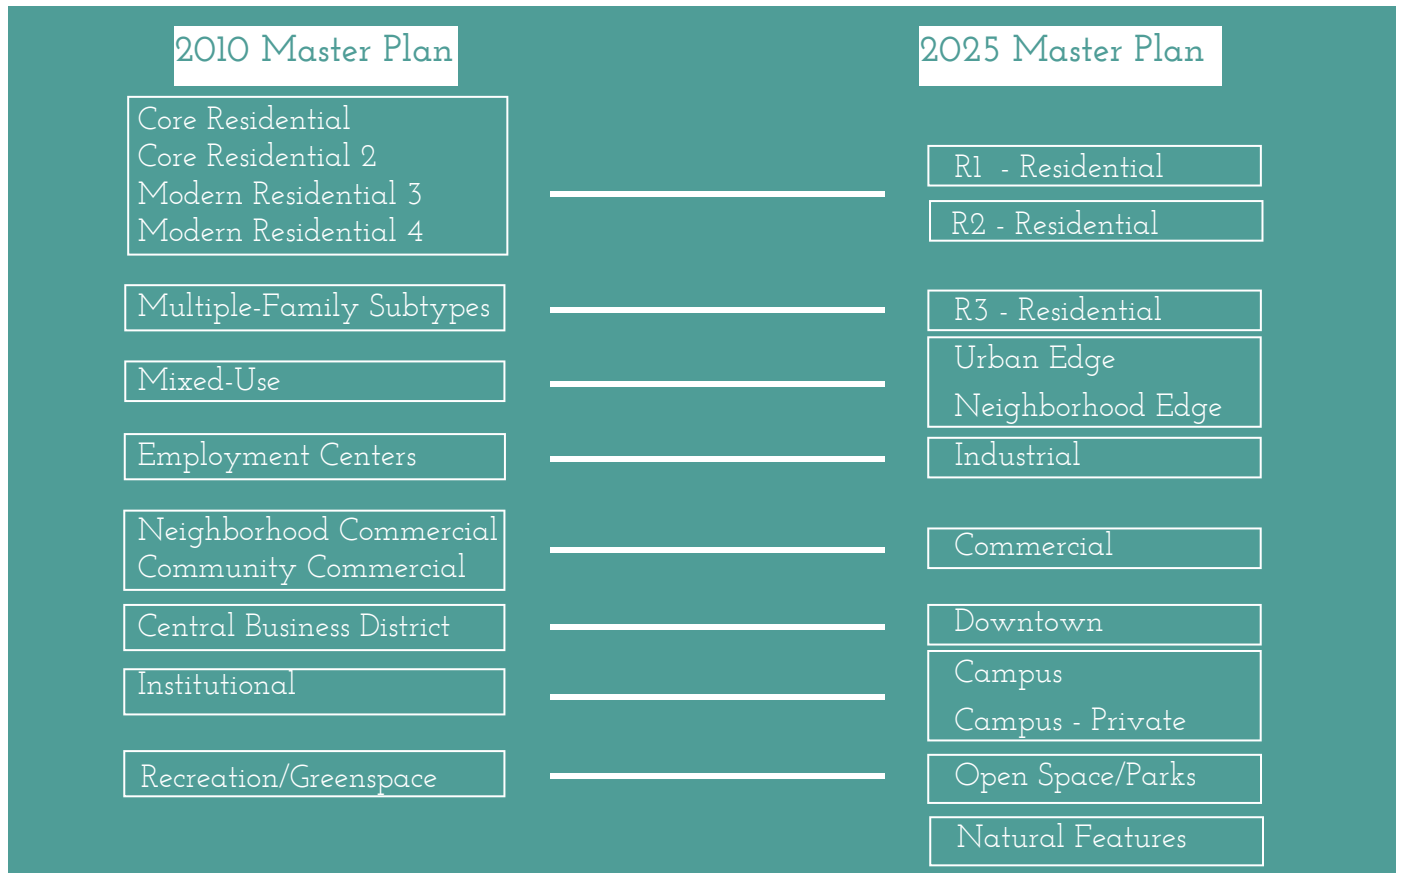 2010 Master Plan
2025 Master Plan
Core Residential
Core Residential 2
Modern Residential 3
Modern Residential 4
R1 - Residential
R2 - Residential
Multiple-Family Subtypes
R3 - Residential
Mixed-Use
Urban Edge
Neighborhood Edge
Employment Centers
Industrial
Neighborhood Commercial
Community Commercial
Commercial
Central Business District
Downtown
Institutional
Campus
Campus - Private
Recreation/Greenspace
Open Space/Parks
Natural Features